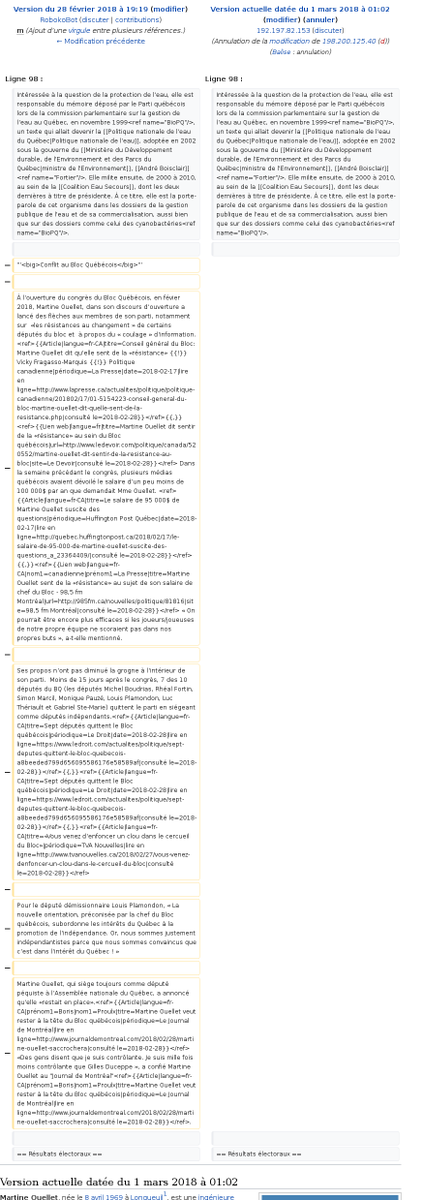 Version du 28 février 2018 à 19:19 (modifier)
RobokoBot (discuter | contributions)
m (Ajout d'une virgule entre plusieurs références.)
← Modification précédente
Version actuelle datée du 1 mars 2018 à 01:02
(modifier) (annuler)
192.197.82.153 (discuter)
(Annulation de la modification de 198.200.125.40 (d))
(Balise : annulation)
Ligne 98 :
Ligne 98 :
Intéressée à la question de la protection de l'eau, elle est
responsable du mémoire déposé par le Parti québécois
lors de la commission parlementaire sur la gestion de
l'eau au Québec, en novembre 1999<ref name="BioPQ"/>,
un texte qui allait devenir la [[Politique nationale de l'eau
du Québec|Politique nationale de l'eau]], adoptée en 2002
sous la gouverne du [[Ministère du Développement
durable, de l'Environnement et des Parcs du
Québec|ministre de l'Environnement]], [[André Boisclair]]
<ref name="Fortier"/>. Elle milite ensuite, de 2000 à 2010,
au sein de la [[Coalition Eau Secours]], dont les deux
dernières à titre de présidente. À ce titre, elle est porte-
parole de cet organisme dans les dossiers de la gestion
publique de l'eau et de sa commercialisation, aussi bien
que sur des dossiers comme celui des cyanobactéries<ref
name="BioPQ"/>.
Intéressée à la question de la protection de l'eau, elle est
responsable du mémoire déposé par le Parti québécois
lors de la commission parlementaire sur la gestion de
l'eau au Québec, en novembre 1999<ref name="BioPQ"/>,
un texte qui allait devenir la [[Politique nationale de l'eau
du Québec|Politique nationale de l'eau]], adoptée en 2002
sous la gouverne du [[Ministère du Développement
durable, de l'Environnement et des Parcs du
Québec|ministre de l'Environnement]], [[André Boisclair]]
<ref name="Fortier"/>. Elle milite ensuite, de 2000 à 2010,
au sein de la [[Coalition Eau Secours]], dont les deux
dernières à titre de présidente. À ce titre, elle est porte-
parole de cet organisme dans les dossiers de la gestion
publique de l'eau et de sa commercialisation, aussi bien
que sur des dossiers comme celui des cyanobactéries<ref
name="BioPQ"/>.
'''<big>Conflit au Bloc Québécois</big>'''
À l'ouverture du congrès du Bloc Québécois, en févier
2018, Martine Ouellet, dans son discours d'ouverture a
lancé des flèches aux membres de son parti, notamment
sur «les résistances au changement » de certains
députés du bloc et à propos du « coulage » d'information.
<ref>{{Article|langue=fr-CA|titre=Conseil général du Bloc:
Martine Ouellet dit qu'elle sent de la «résistance» {{!}}
Vicky Fragasso-Marquis {{!}} Politique
canadienne|périodique=La Presse|date=2018-02-17|lire
en
ligne=http://www.lapresse.ca/actualites/politique/politique-
canadienne/201802/17/01-5154223-conseil-general-du-
bloc-martine-ouellet-dit-quelle-sent-de-la-
resistance.php|consulté le=2018-02-28}}</ref>{{,}}
<ref>{{Lien web|langue=fr|titre=Martine Ouellet dit sentir
de la «résistance» au sein du Bloc
québécois|url=http://www.ledevoir.com/politique/canada/52
0552/martine-ouellet-dit-sentir-de-la-resistance-au-
bloc|site=Le Devoir|consulté le=2018-02-28}}</ref> Dans
la semaine précédant le congrès, plusieurs médias
québécois avaient dévoilé le salaire d'un peu moins de
100 000$ par an que demandait Mme Ouellet. <ref>
{{Article|langue=fr-CA|titre=Le salaire de 95 000$ de
Martine Ouellet suscite des
questions|périodique=Huffington Post Québec|date=2018-
02-17|lire en
ligne=http://quebec.huffingtonpost.ca/2018/02/17/le-
salaire-de-95-000-de-martine-ouellet-suscite-des-
questions_a_23364409/|consulté le=2018-02-28}}</ref>
{{,}}<ref>{{Lien web|langue=fr-
CA|nom1=canadienne|prénom1=La Presse|titre=Martine
Ouellet sent de la «résistance» au sujet de son salaire de
chef du Bloc - 98,5 fm
Montréal|url=http://985fm.ca/nouvelles/politique/81816|sit
e=98,5 fm Montréal|consulté le=2018-02-28}}</ref> « On
pourrait être encore plus efficaces si les joueurs/joueuses
de notre propre équipe ne scoraient pas dans nos
propres buts », a-t-elle mentionné.
Ses propos n'ont pas diminué la grogne à l'intérieur de
son parti. Moins de 15 jours après le congrès, 7 des 10
députés du BQ (les députés Michel Boudrias, Rhéal Fortin,
Simon Marcil, Monique Pauzé, Louis Plamondon, Luc
Thériault et Gabriel Ste-Marie) quittent le parti en siégeant
comme députés indépendants.<ref>{{Article|langue=fr-
CA|titre=Sept députés quittent le Bloc
québécois|périodique=Le Droit|date=2018-02-28|lire en
ligne=https://www.ledroit.com/actualites/politique/sept-
deputes-quittent-le-bloc-quebecois-
a8beeded799d656095586176e58589af|consulté le=2018-
02-28}}</ref>{{,}}<ref>{{Article|langue=fr-
CA|titre=Sept députés quittent le Bloc
québécois|périodique=Le Droit|date=2018-02-28|lire en
ligne=https://www.ledroit.com/actualites/politique/sept-
deputes-quittent-le-bloc-quebecois-
a8beeded799d656095586176e58589af|consulté le=2018-
02-28}}</ref>{{,}}<ref>{{Article|langue=fr-
CA|titre=«Vous venez d'enfoncer un clou dans le cercueil
du Bloc»|périodique=TVA Nouvelles|lire en
ligne=http://www.tvanouvelles.ca/2018/02/27/vous-venez-
denfoncer-un-clou-dans-le-cercueil-du-bloc|consulté
le=2018-02-28}}</ref>
Pour le député démissionnaire Louis Plamondon, « La
nouvelle orientation, préconisée par la chef du Bloc
québécois, subordonne les intérêts du Québec à la
promotion de l'indépendance. Or, nous sommes justement
indépendantistes parce que nous sommes convaincus que
c'est dans l'intérêt du Québec ! »
Martine Ouellet, qui siège toujours comme député
péquiste à l'Assemblée nationale du Québec, a annoncé
qu'elle «restait en place».<ref>{{Article|langue=fr-
CA|prénom1=Boris|nom1=Proulx|titre=Martine Ouellet veut
rester à la tête du Bloc québécois|périodique=Le Journal
de Montréal|lire en
ligne=http://www.journaldemontreal.com/2018/02/28/marti
ne-ouellet-saccrochera|consulté le=2018-02-28}}</ref>
«Des gens disent que je suis contrôlante. Je suis mille fois
moins contrôlante que Gilles Duceppe », a confié Martine
Ouellet au ''Journal de Montréal''<ref>{{Article|langue=fr-
CA|prénom1=Boris|nom1=Proulx|titre=Martine Ouellet veut
rester à la tête du Bloc québécois|périodique=Le Journal
de Montréal|lire en
ligne=http://www.journaldemontreal.com/2018/02/28/marti
ne-ouellet-saccrochera|consulté le=2018-02-28}}</ref>.
== Résultats électoraux ==
== Résultats électoraux ==
Version actuelle datée du 1 mars 2018 à 01:02
Martine Ouellet, née le 8 avril 1969 à Longueuil1, est une ingénieure